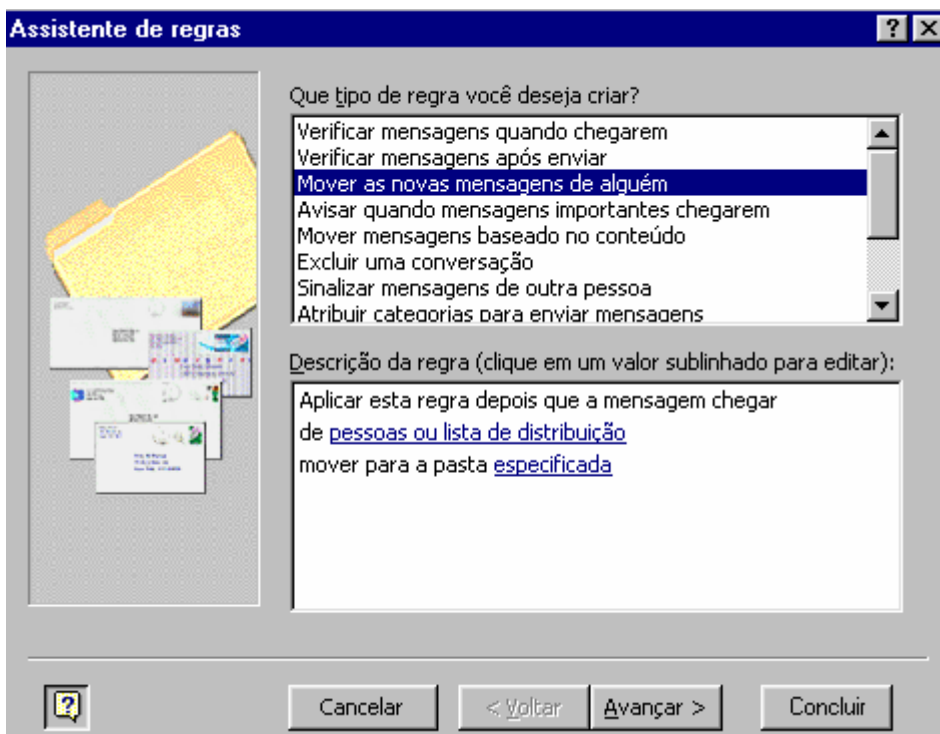 Assistente de regras
Que tipo de regra você deseja criar?
Verificar mensagens quando chegarem
Verificar mensagens após enviar
Mover as novas mensagens de alguém
Avisar quando mensagens importantes chegarem
Mover mensagens baseado no conteúdo
Excluir uma conversação
Sinalizar mensagens de outra pessoa
Atribuir categorias para enviar mensagens
Descrição da regra (clique em um valor sublinhado para editar):
Aplicar esta regra depois que a mensagem chegar
de pessoas ou lista de distribuição
mover para a pasta especificada
Cancelar
< Voltar
Avançar >
Concluir